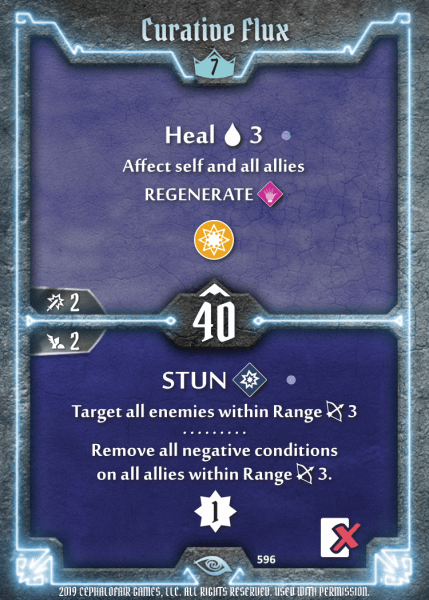 Curative Flux
7
Heal 3
Affect self and all allies
REGENERATE
2
40
2
STUN
Target all enemies within Range 3
Remove all negative conditions
on all allies within Range 3.
1
596
2019 CEPHALOFAIR GAMES, LLC. ALL RIGHTS RESERVED. USED WITH PERMISSION.